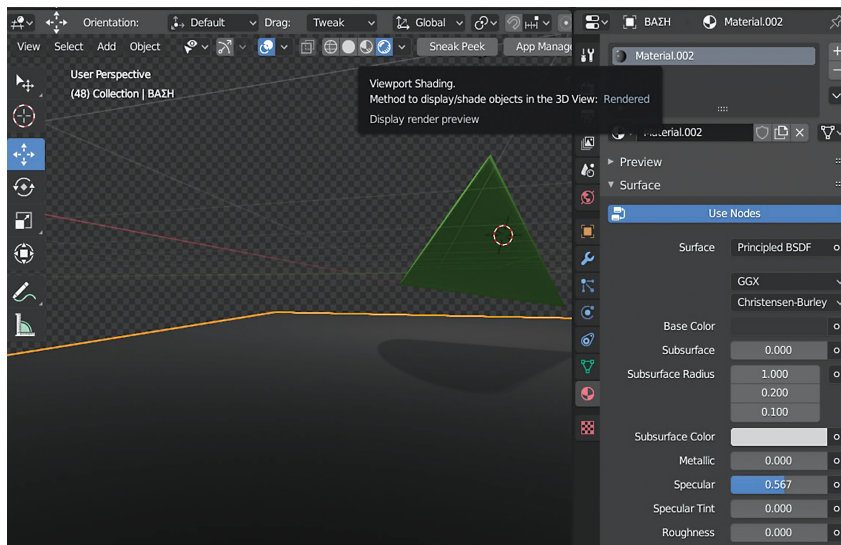 Orientation:
Default
Drag:
Tweak
Global
ΒΑΣΗ
Material.002
View
Select
Add
Object
Sneak Peek
App Manag
Material.002
User Perspective
(48) Collection | ΒΑΣΗ
Viewport Shading.
Method to display/shade objects in the 3D View: Rendered
Display render preview
Material.002
Preview
Surface
Use Nodes
Surface
Principled BSDF
GGX
Christensen-Burley
Base Color
Subsurface
0.000
Subsurface Radius
1.000
0.200
0.100
Subsurface Color
Metallic
0.000
Specular
0.567
Specular Tint
0.000
Roughness
0.000